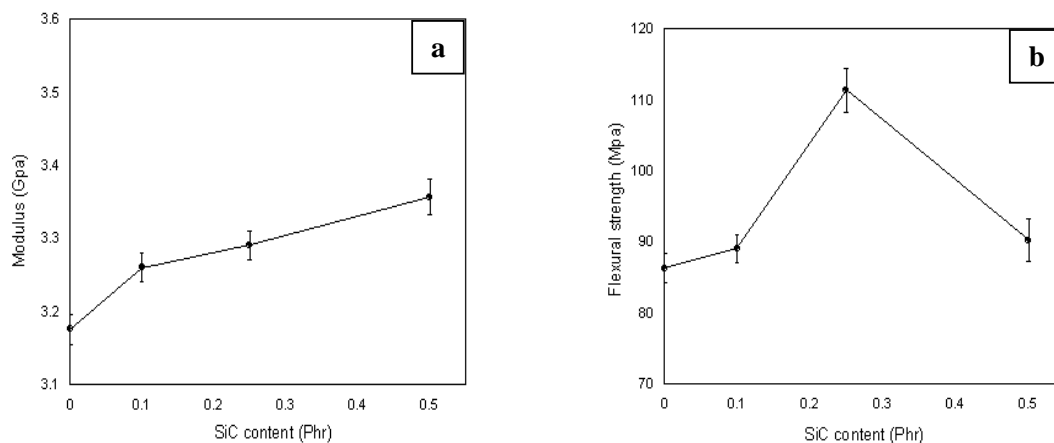 a
3.6
3.5
3.4
3.3
3.2
3.1
Modulus (Gpa)
0 0.1 0.2 0.3 0.4 0.5
SiC content (Phr)
b
120
110
100
90
80
70
Flexural strength (Mpa)
0 0.1 0.2 0.3 0.4 0.5
SiC content (Phr)